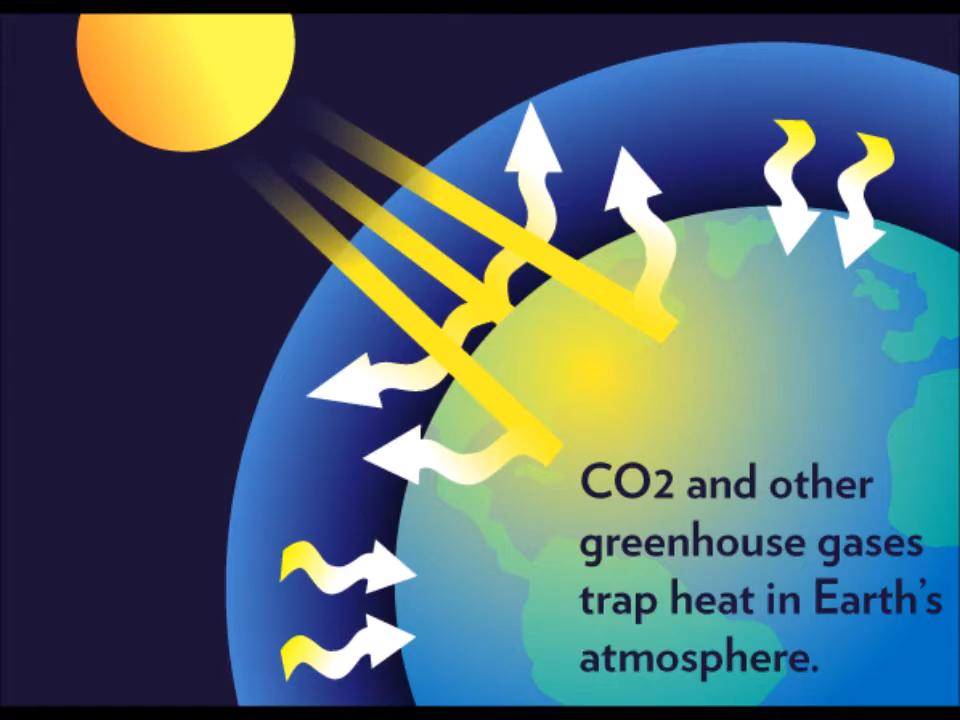 CO2 and other
greenhouse gases
trap heat in Earth's
atmosphere.